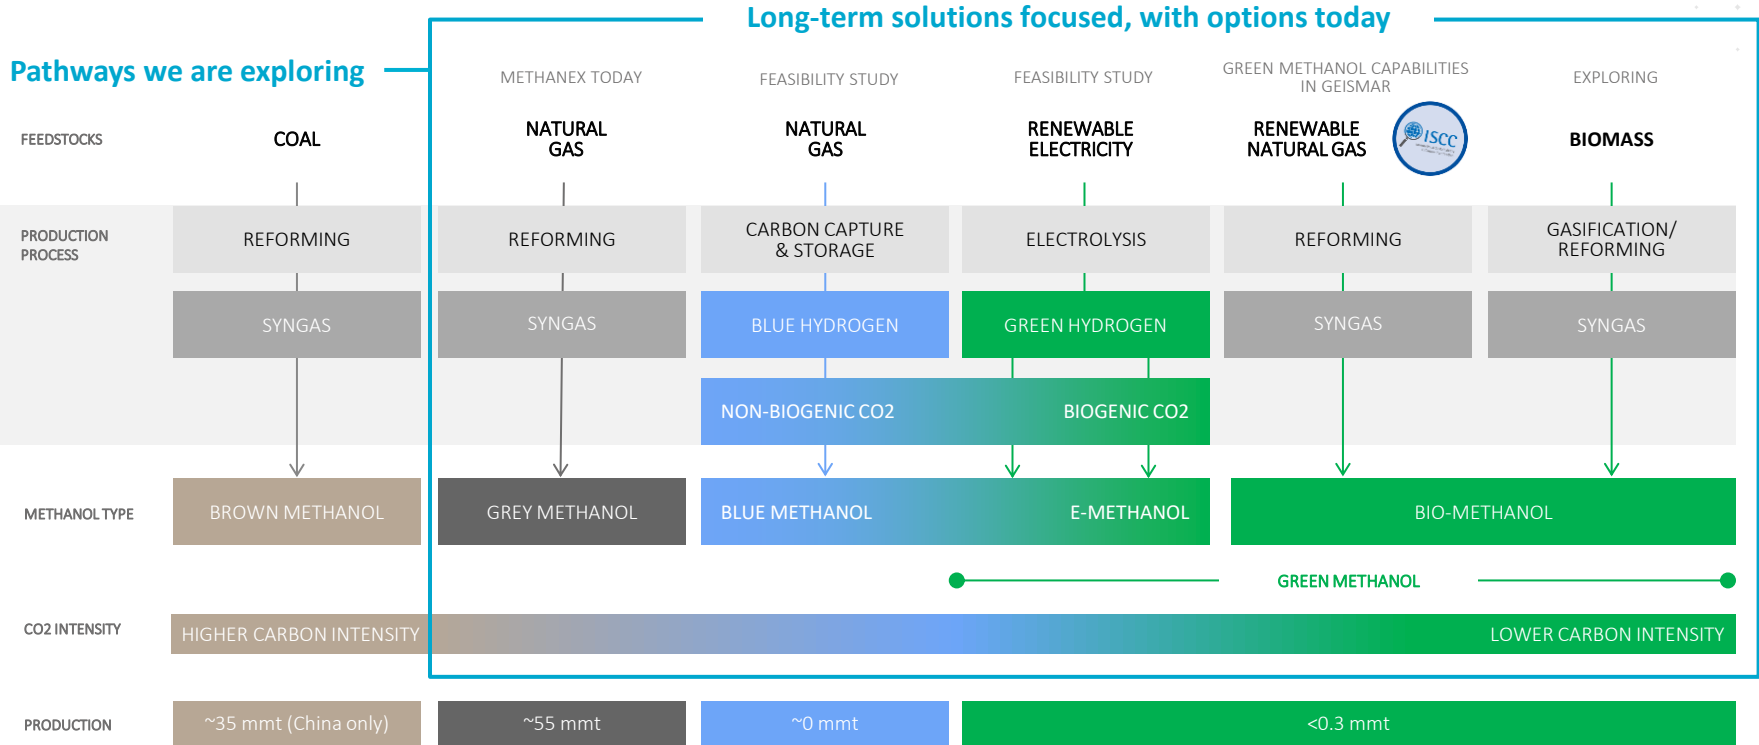 Long-term solutions focused, with options today
Pathways we are exploring
METHANEX TODAY
FEASIBILITY STUDY
FEASIBILITY STUDY
GREEN METHANOL CAPABILITIES
IN GEISMAR
EXPLORING
FEEDSTOCKS
COAL
NATURAL
GAS
NATURAL
GAS
RENEWABLE
ELECTRICITY
RENEWABLE
NATURAL GAS
ISCC
BIOMASS
PRODUCTION
PROCESS
REFORMING
REFORMING
CARBON CAPTURE
& STORAGE
ELECTROLYSIS
REFORMING
GASIFICATION/
REFORMING
SYNGAS
SYNGAS
BLUE HYDROGEN
GREEN HYDROGEN
SYNGAS
SYNGAS
NON-BIOGENIC CO2
BIOGENIC CO2
METHANOL TYPE
BROWN METHANOL
GREY METHANOL
BLUE METHANOL
E-METHANOL
BIO-METHANOL
GREEN METHANOL
CO2 INTENSITY
HIGHER CARBON INTENSITY
LOWER CARBON INTENSITY
PRODUCTION
~35 mmt (China only)
~55 mmt
~0 mmt
<0.3 mmt